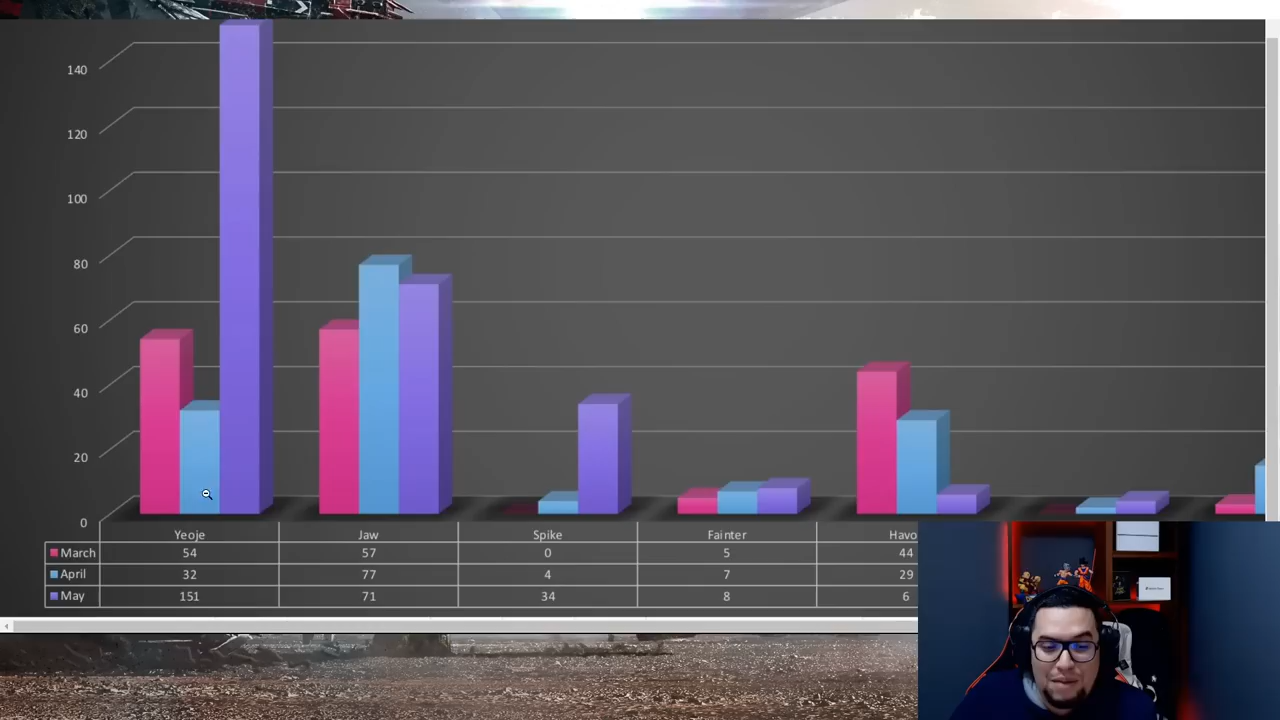 140
120
100
80
60
40
20
0
Yeoje Jaw Spike Fainter Havo
March 54 57 0 5 44
April 32 77 4 7 29
May 151 71 34 8 6